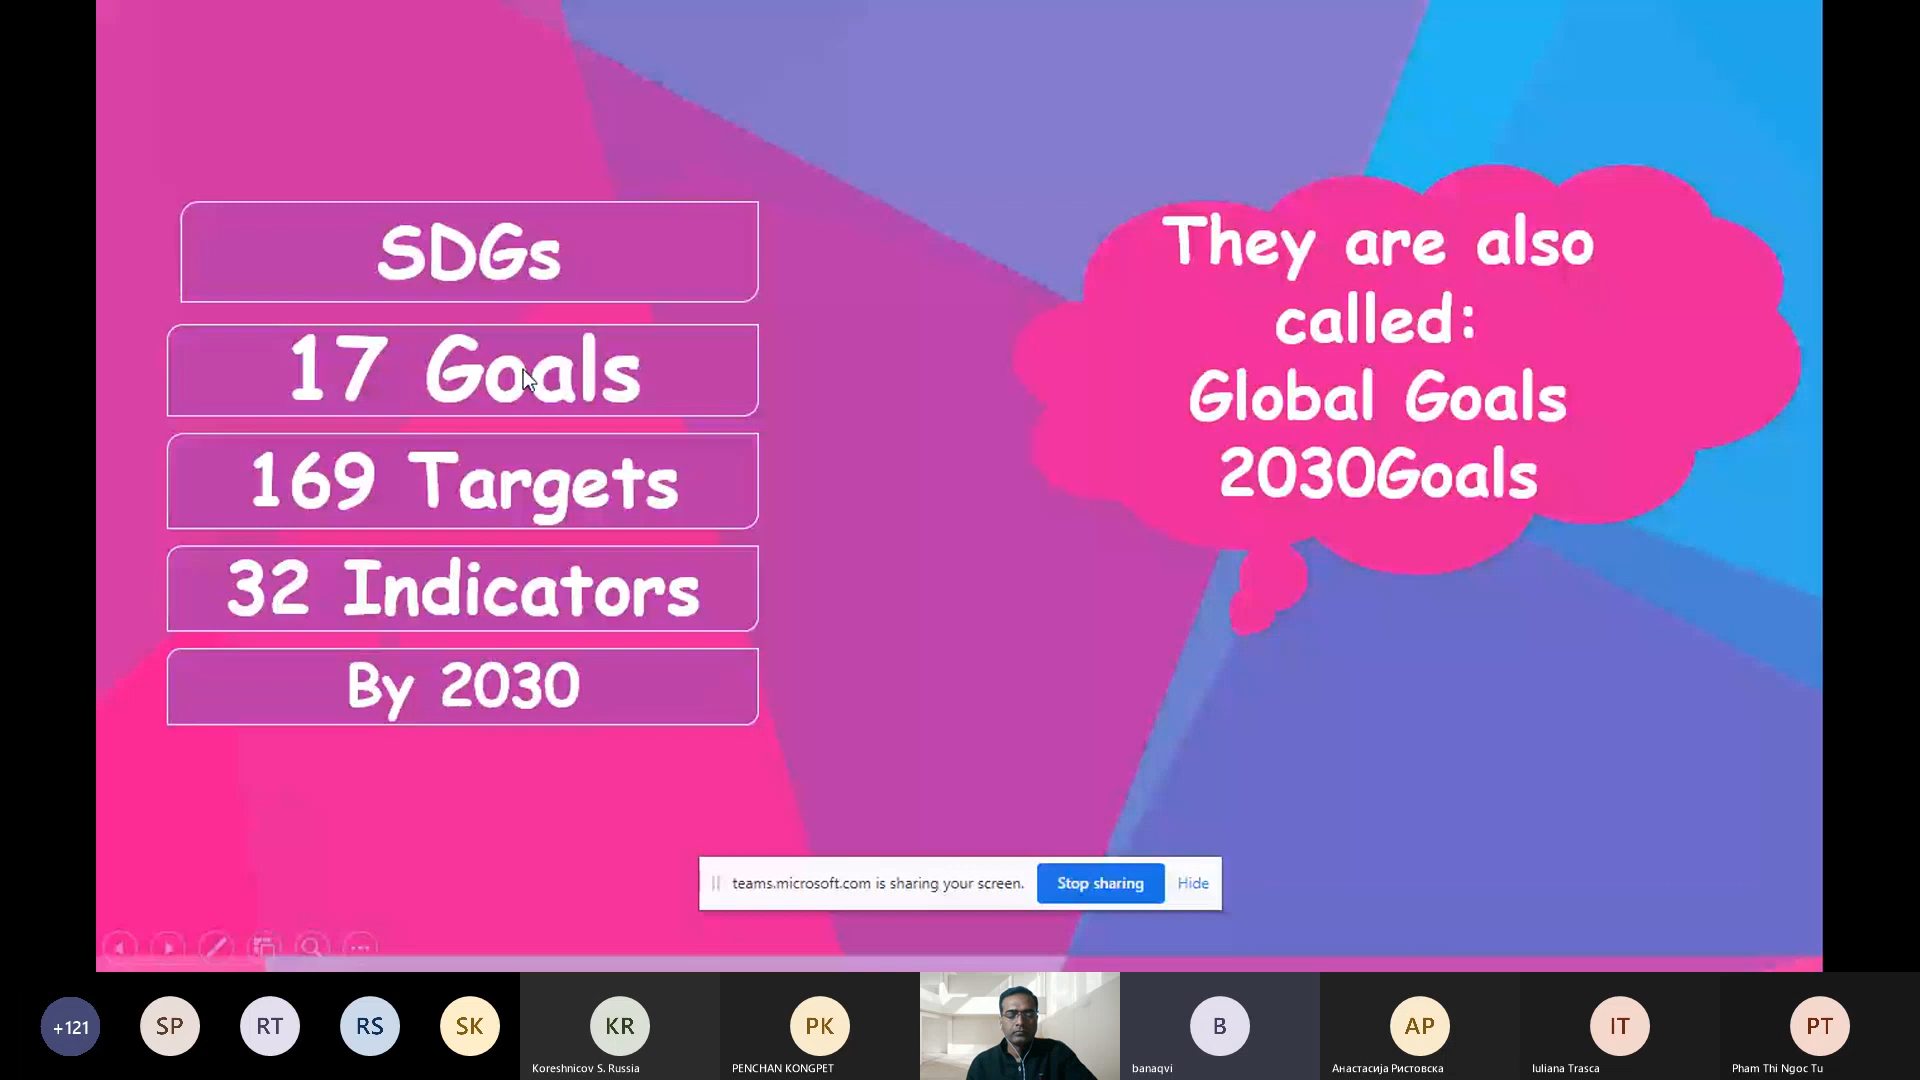 SDGs
17 Goals
169 Targets
32 Indicators
By 2030
They are also
called:
Global Goals
2030Goals
teams.microsoft.com is sharing your screen.
Stop sharing
Hide
+121
SP
RT
RS
SK
KR
Koreshnicov S. Russia
PK
PENCHAN KONGPET
B
banaqvi
AP
Анастасија Ристовска
IT
Iuliana Trasca
PT
Pham Thi Ngoc Tu